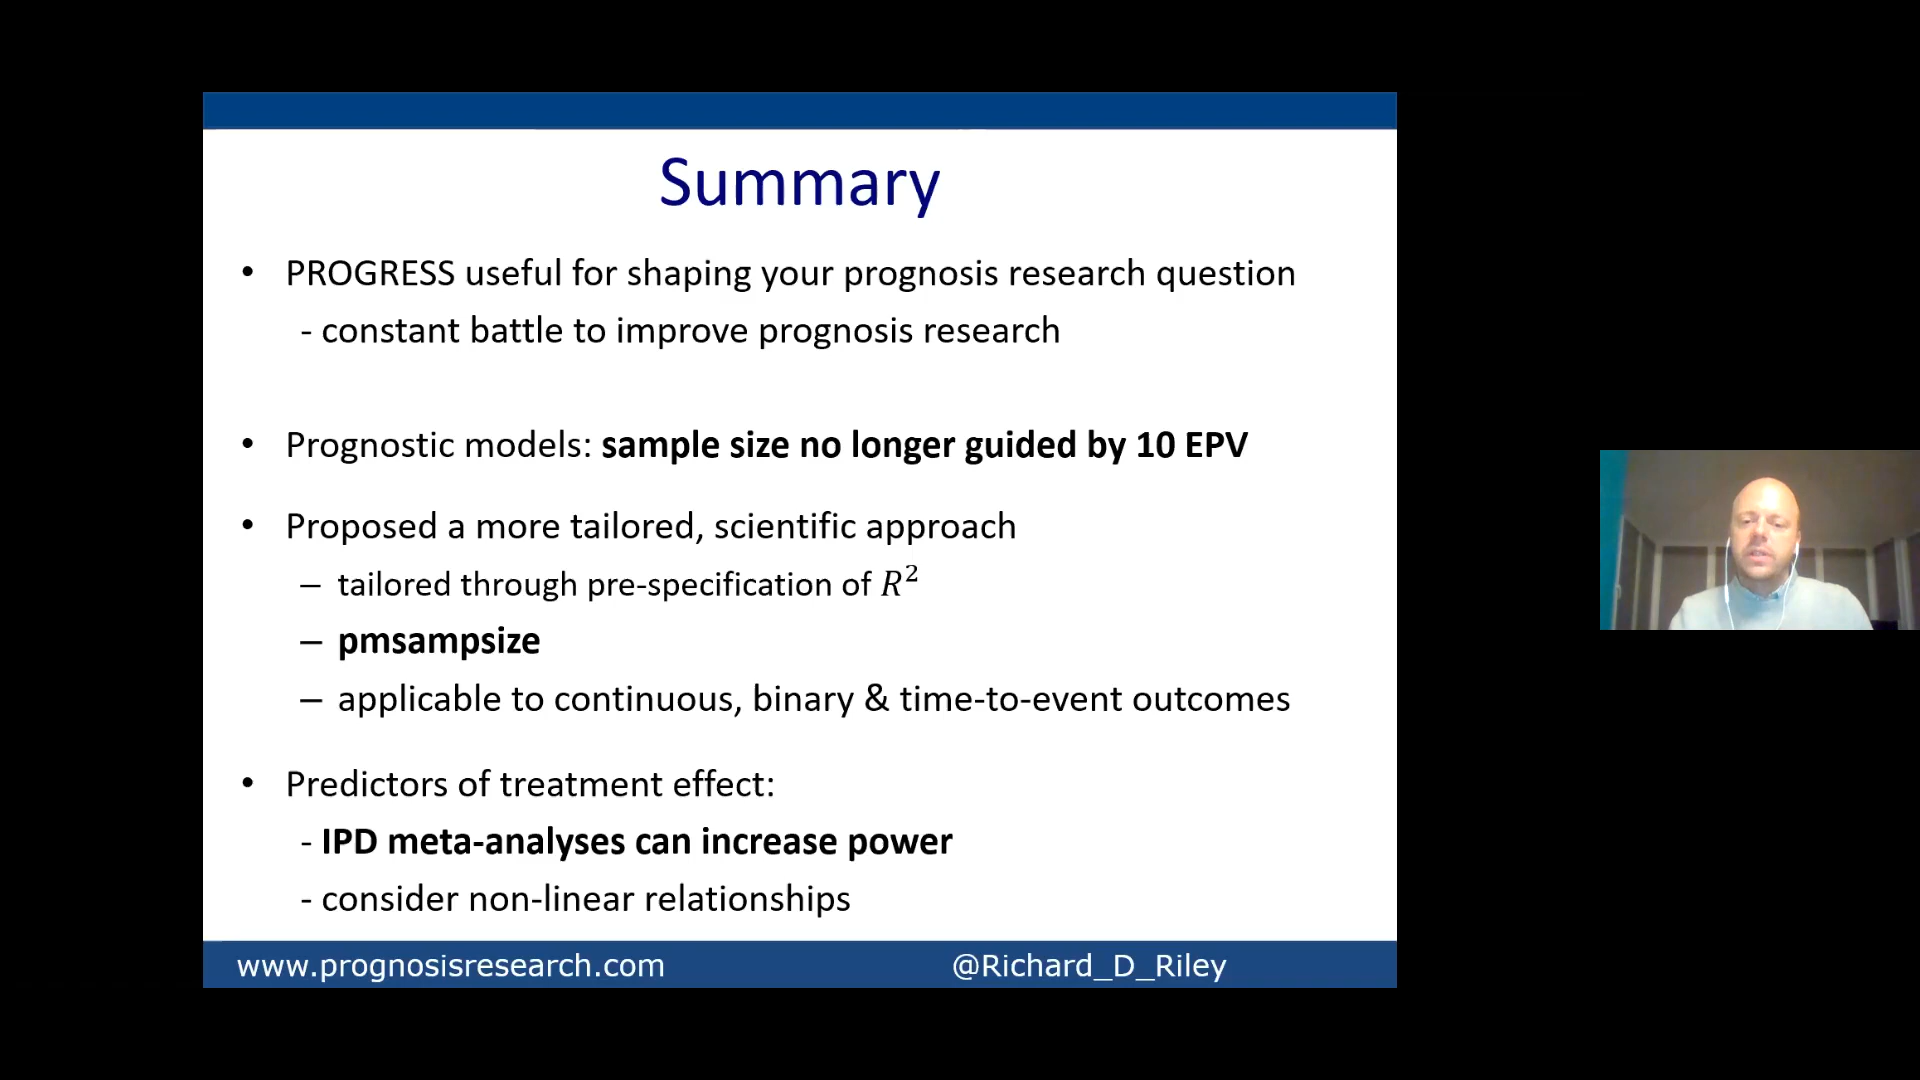 Summary
• PROGRESS useful for shaping your prognosis research question
- constant battle to improve prognosis research
• Prognostic models: sample size no longer guided by 10 EPV
• Proposed a more tailored, scientific approach
– tailored through pre-specification of R²
– pmsampsize
– applicable to continuous, binary & time-to-event outcomes
• Predictors of treatment effect:
- IPD meta-analyses can increase power
- consider non-linear relationships
www.prognosisresearch.com @Richard_D_Riley